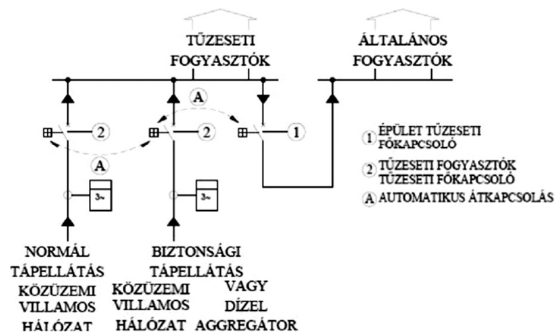 TŰZESETI
FOGYASZTÓK
ÁLTALÁNOS
FOGYASZTÓK
A
2
2
1
A
3~
3~
1 ÉPÜLET TŰZESETI
FŐKAPCSOLÓ
2 TŰZESETI FOGYASZTÓK
TŰZESETI FŐKAPCSOLÓ
A AUTOMATIKUS ÁTKAPCSOLÁS
NORMÁL
TÁPELLÁTÁS
KÖZÜZEMI
VILLAMOS
HÁLÓZAT
BIZTONSÁGI
TÁPELLÁTÁS
KÖZÜZEMI VAGY
VILLAMOS DÍZEL
HÁLÓZAT AGGREGÁTOR